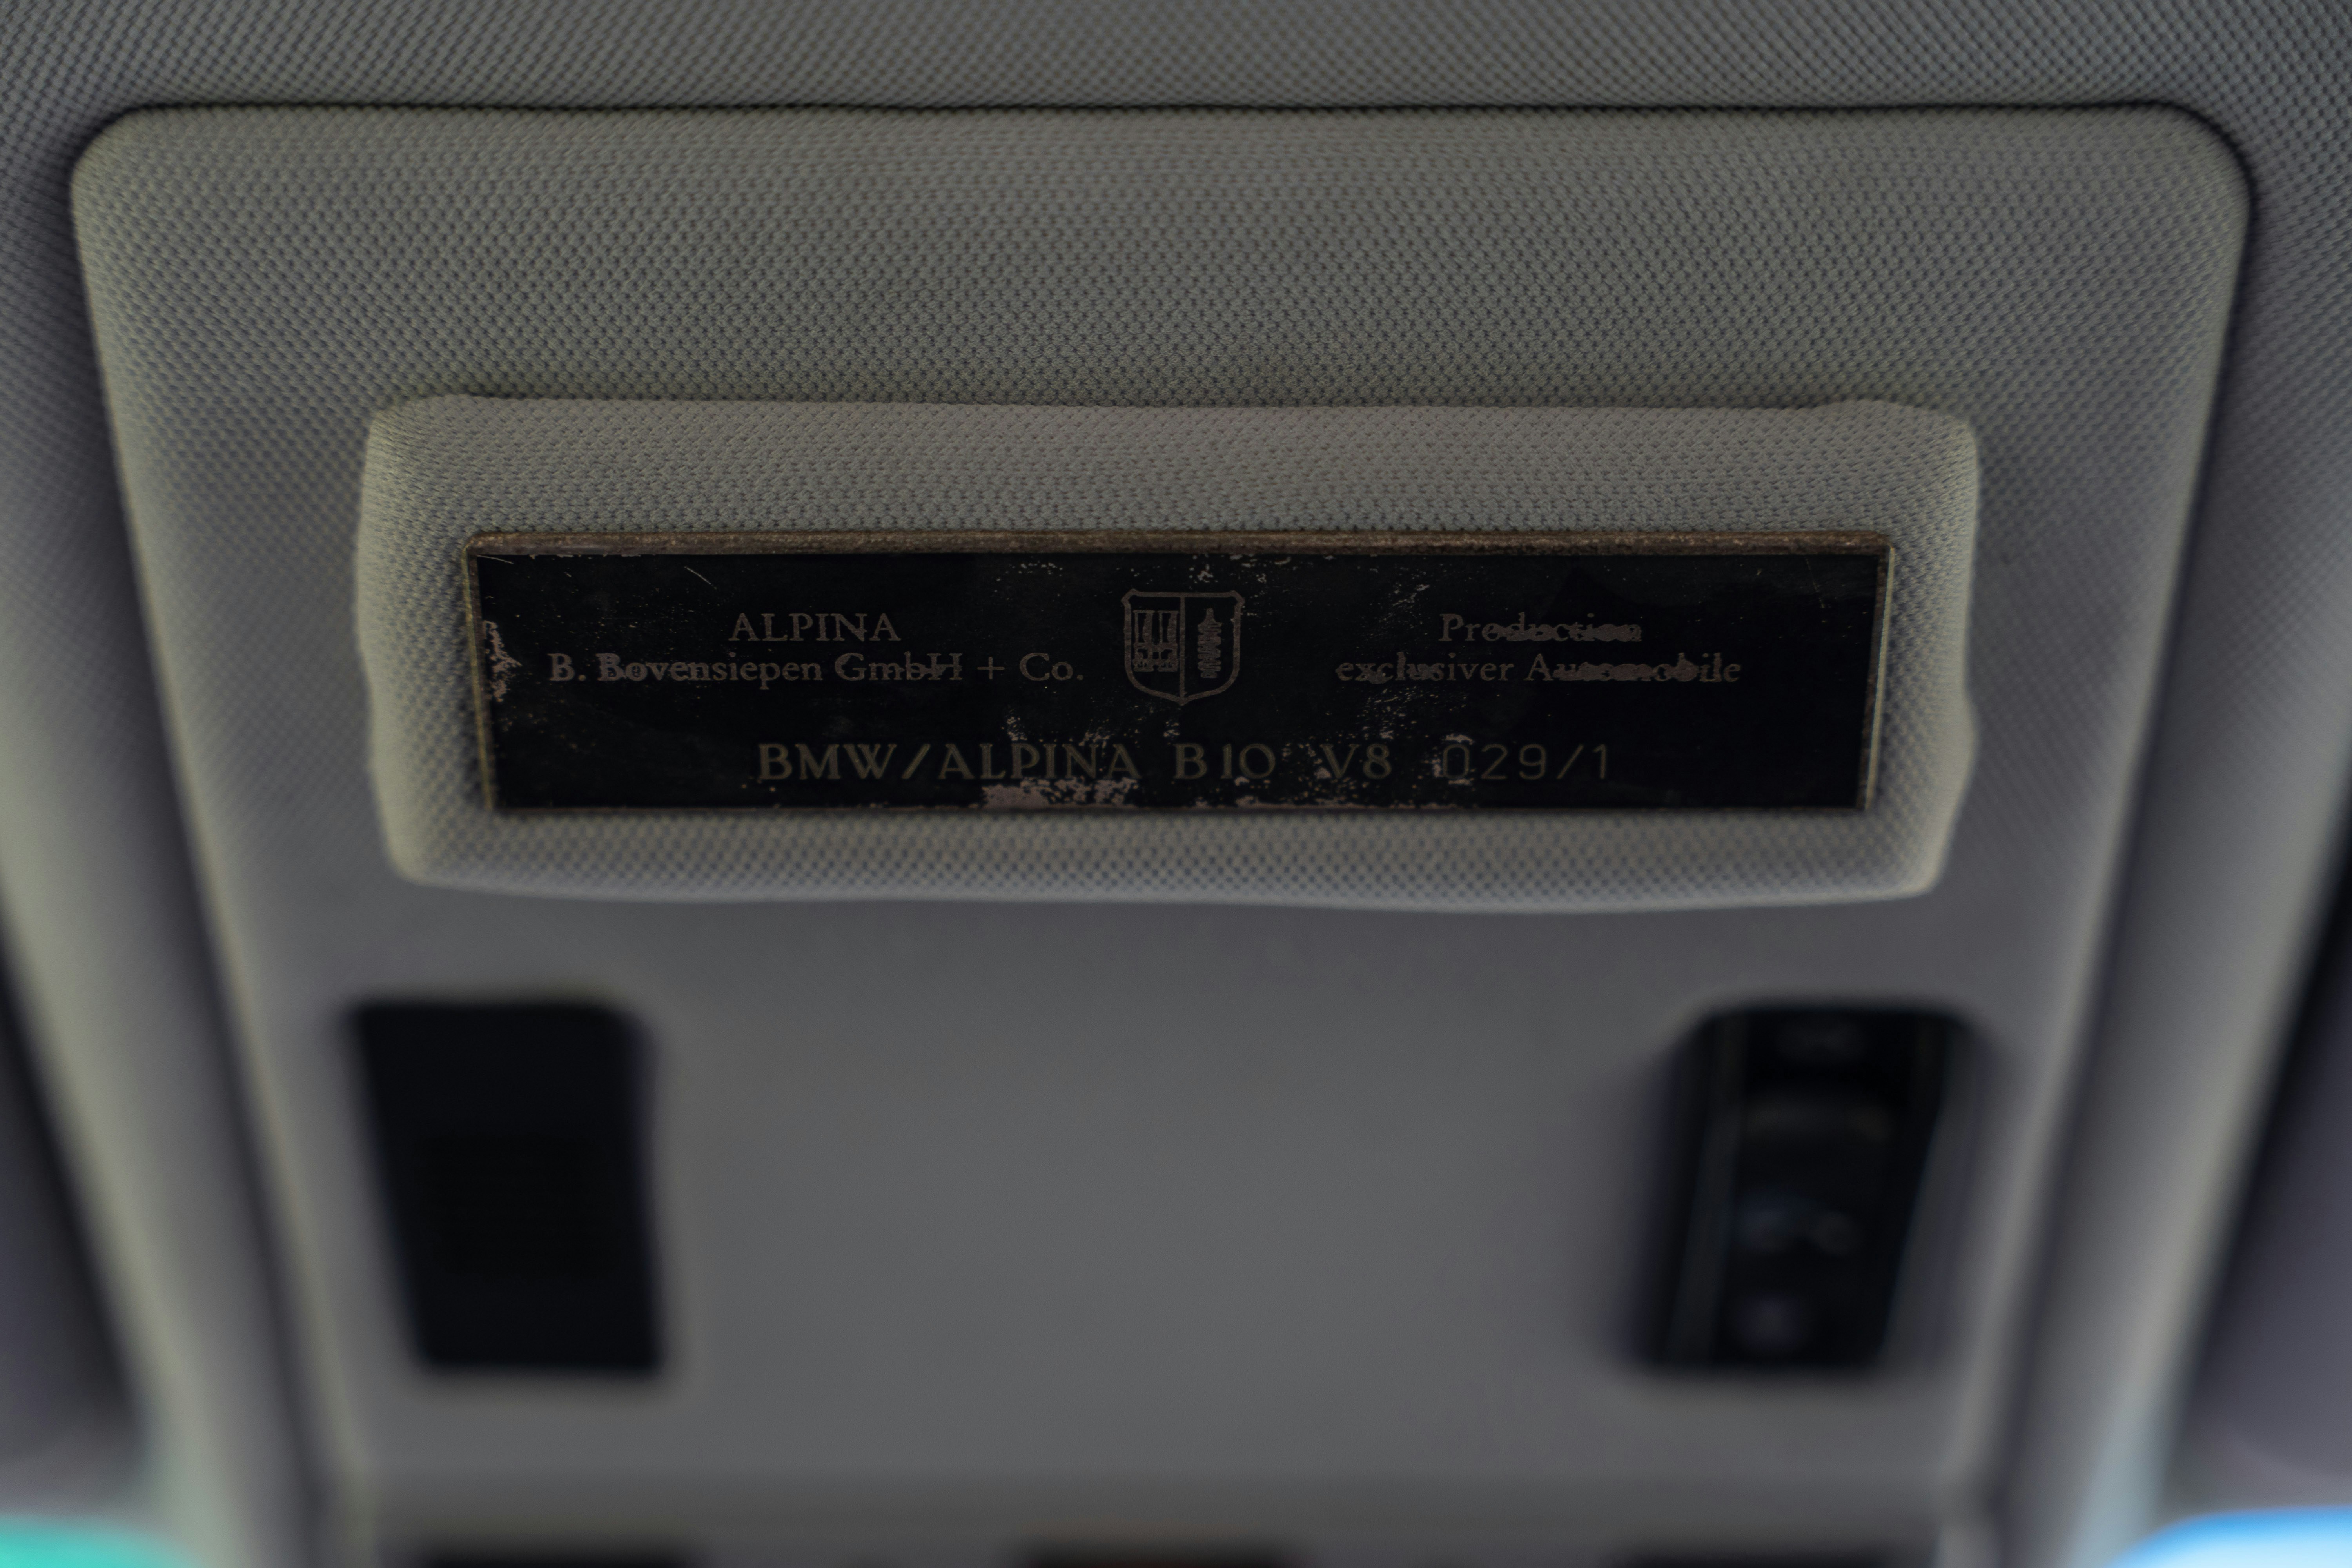 ALPINA
B. Bovensiepen GmbH + Co.
Production
exclusiver Automobile
BMW/ALPINA B10 V8 029/1